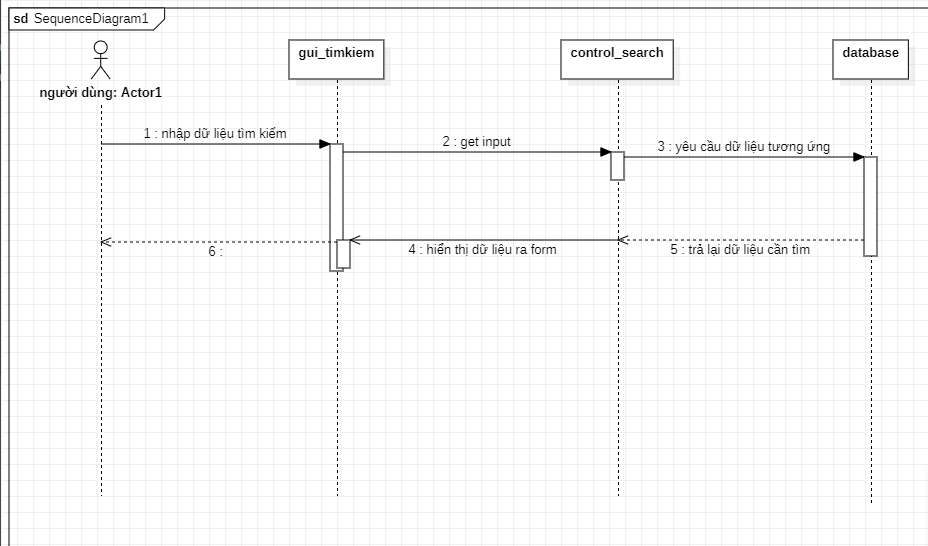 sd SequenceDiagram1
gui_timkiem
control_search
database
người dùng: Actor1
1 : nhập dữ liệu tìm kiếm
2 : get input
3 : yêu cầu dữ liệu tương ứng
6 :
4 : hiển thị dữ liệu ra form
5 : trả lại dữ liệu cần tìm